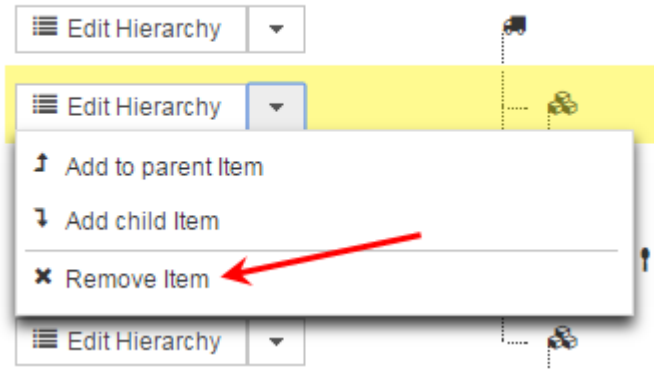 Edit Hierarchy
Edit Hierarchy
Add to parent Item
Add child Item
Remove Item
Edit Hierarchy